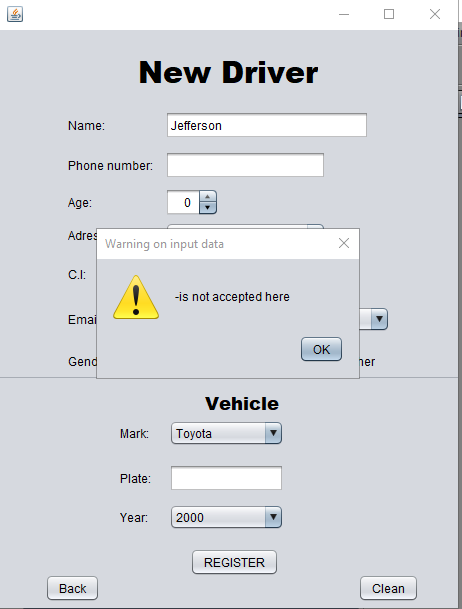 New Driver
Name: Jefferson
Phone number:
Age: 0
Adres
Warning on input data
C.I:
-is not accepted here
Emai
OK
Gend her
Vehicle
Mark: Toyota
Plate:
Year: 2000
REGISTER
Back Clean